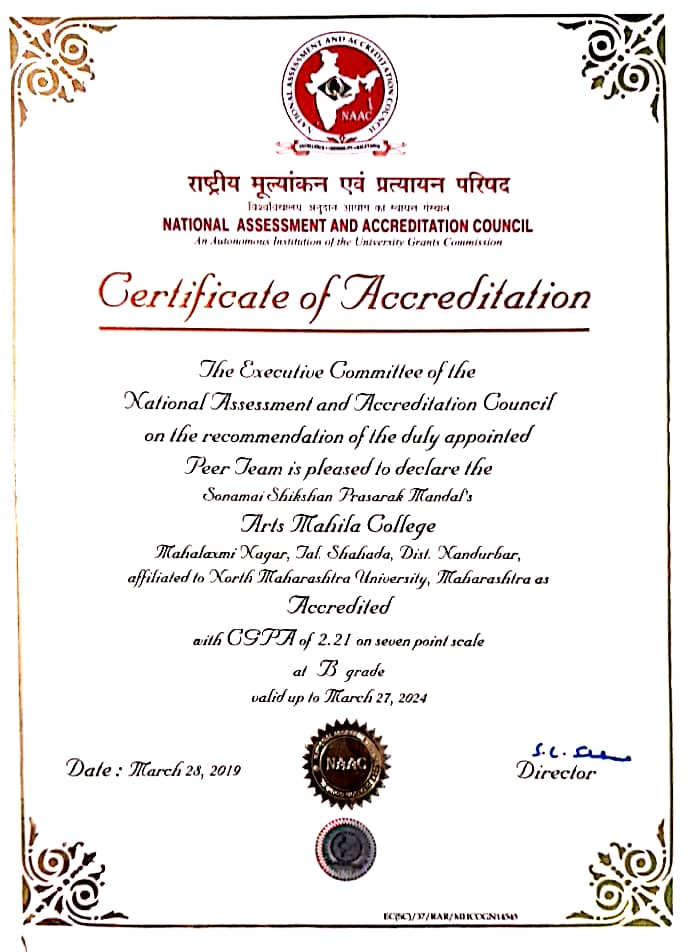 NATIONAL ASSESSMENT AND ACCREDITATION COUNCIL
NAAC
राष्ट्रीय मूल्यांकन एवं प्रत्यायन परिषद
विश्वविद्यालय अनुदान आयोग का स्वायत्त संस्थान
NATIONAL ASSESSMENT AND ACCREDITATION COUNCIL
An Autonomous Institution of the University Grants Commission
Certificate of Accreditation
The Executive Committee of the
National Assessment and Accreditation Council
on the recommendation of the duly appointed
Peer Team is pleased to declare the
Sonamai Shikshan Prasarak Mandal's
Arts Mahila College
Mahalaxmi Nagar, Tal. Shahada, Dist. Nandurbar,
affiliated to North Maharashtra University, Maharashtra as
Accredited
with CGPA of 2.21 on seven point scale
at B grade
valid up to March 27, 2024
NAAC
Date : March 28, 2019
Director